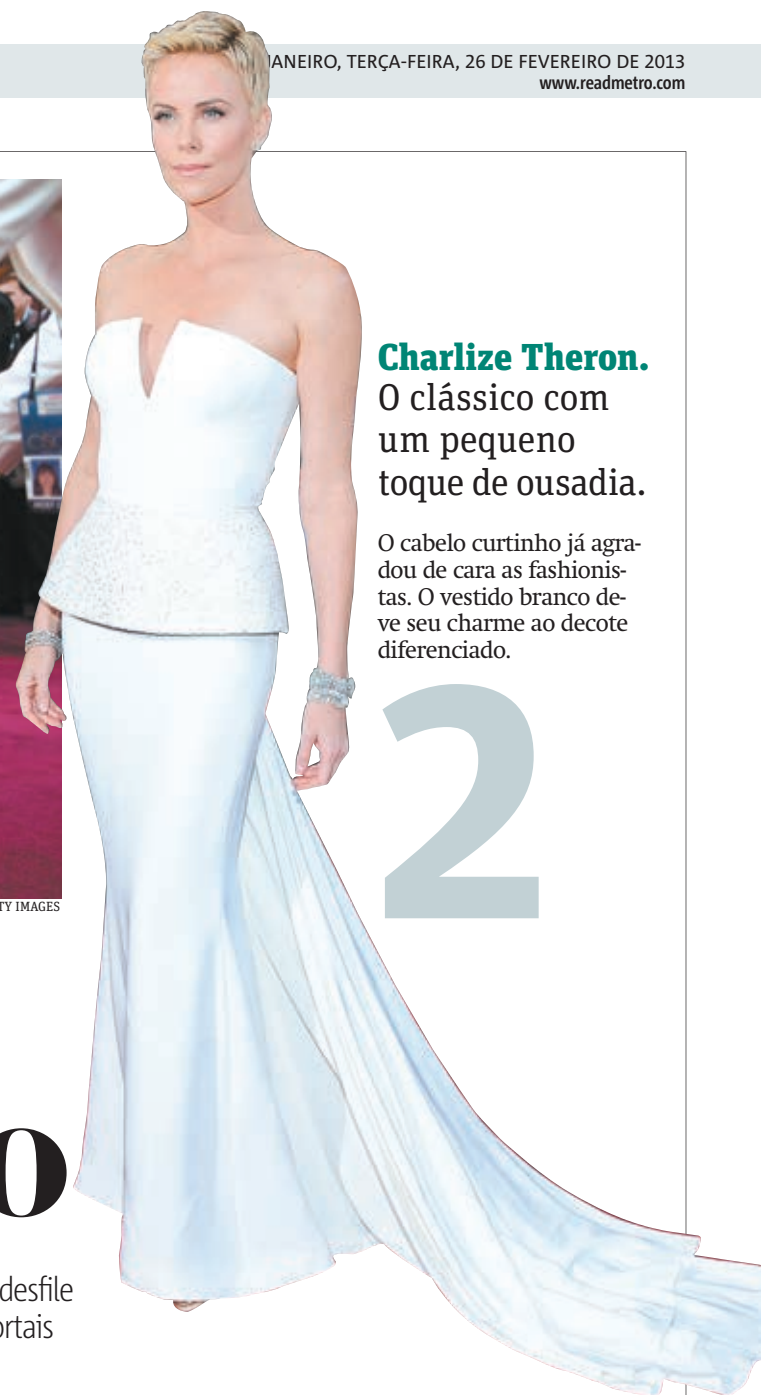 JANEIRO, TERÇA-FEIRA, 26 DE FEVEREIRO DE 2013
www.readmetro.com
Charlize Theron.
O clássico com
um pequeno
toque de ousadia.
O cabelo curtinho já agra-
dou de cara as fashionis-
tas. O vestido branco de-
ve seu charme ao decote
diferenciado.
2
TY IMAGES
O
desfile
ortais